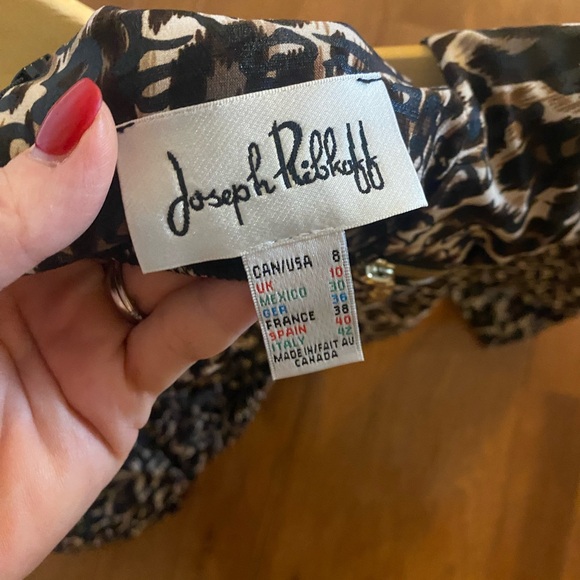 Joseph Ribkoff
CAN/USA 8
UK 10
MEXICO 30
GER 36
FRANCE 38
SPAIN 40
ITALY 42
MADE IN/FAIT AU
CANADA